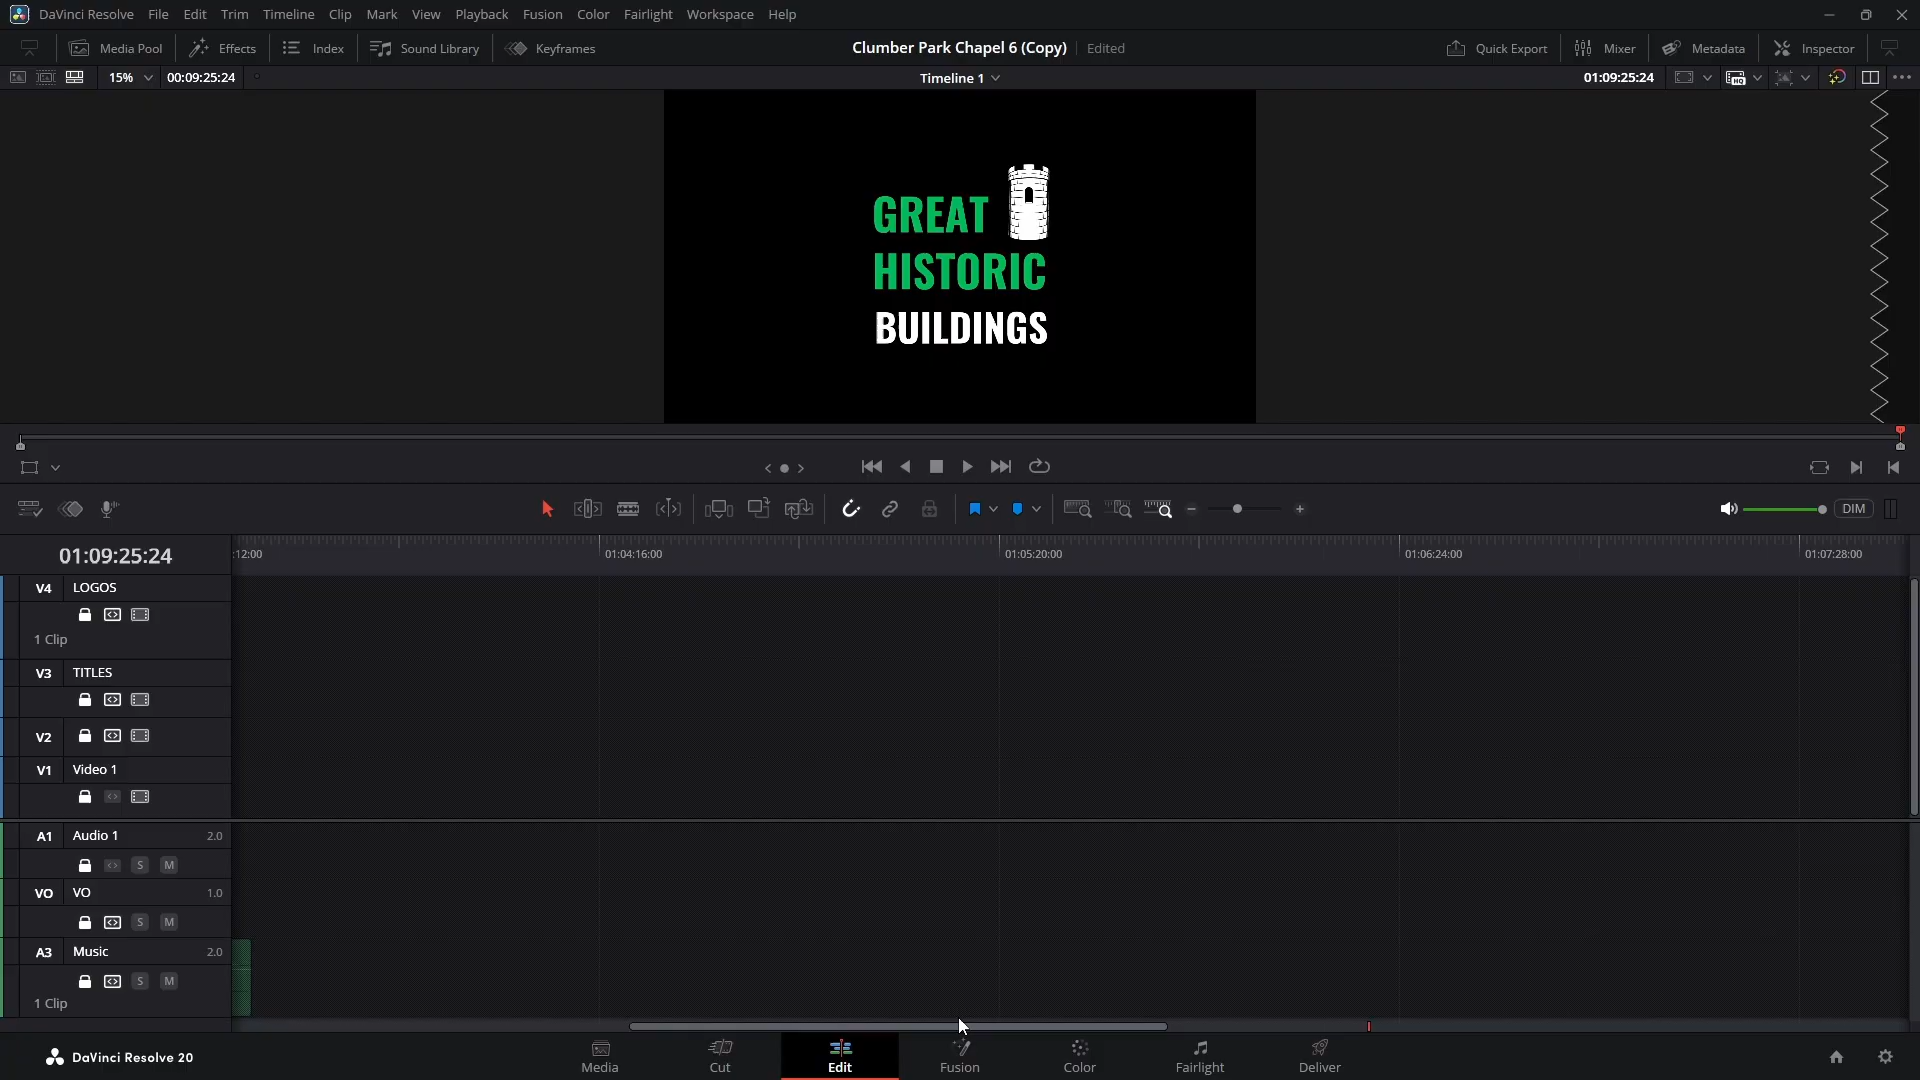 DaVinci Resolve File Edit Trim Timeline Clip Mark View Playback Fusion Color Fairlight Workspace Help
Media Pool Effects Index Sound Library Keyframes Clumber Park Chapel 6 (Copy) Edited Quick Export Mixer Metadata Inspector
15% 00:09:25:24 Timeline 1 01:09:25:24
GREAT
HISTORIC
BUILDINGS
DIM
01:09:25:24 :12:00 01:04:16:00 01:05:20:00 01:06:24:00 01:07:28:00
V4 LOGOS
1 Clip
V3 TITLES
V2
V1 Video 1
A1 Audio 1 2.0
S M
VO VO 1.0
S M
A3 Music 2.0
S M
1 Clip
DaVinci Resolve 20 Media Cut Edit Fusion Color Fairlight Deliver